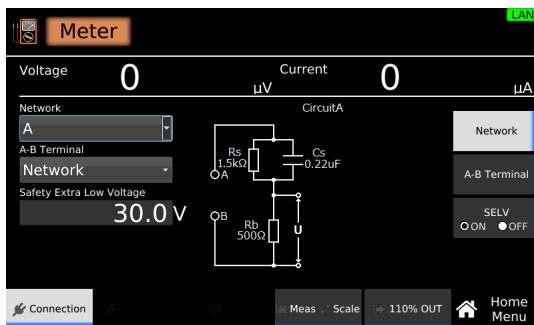 LAN
Meter
Voltage
0
µV
Current
0
µA
Network
A
A-B Terminal
Network
Safety Extra Low Voltage
30.0 V
CircuitA
Rs
1.5kΩ
Cs
0.22uF
A
B
Rb
500Ω
U
Network
A-B Terminal
SELV
ON OFF
Connection
Meas / Scale
110% OUT
Home
Menu